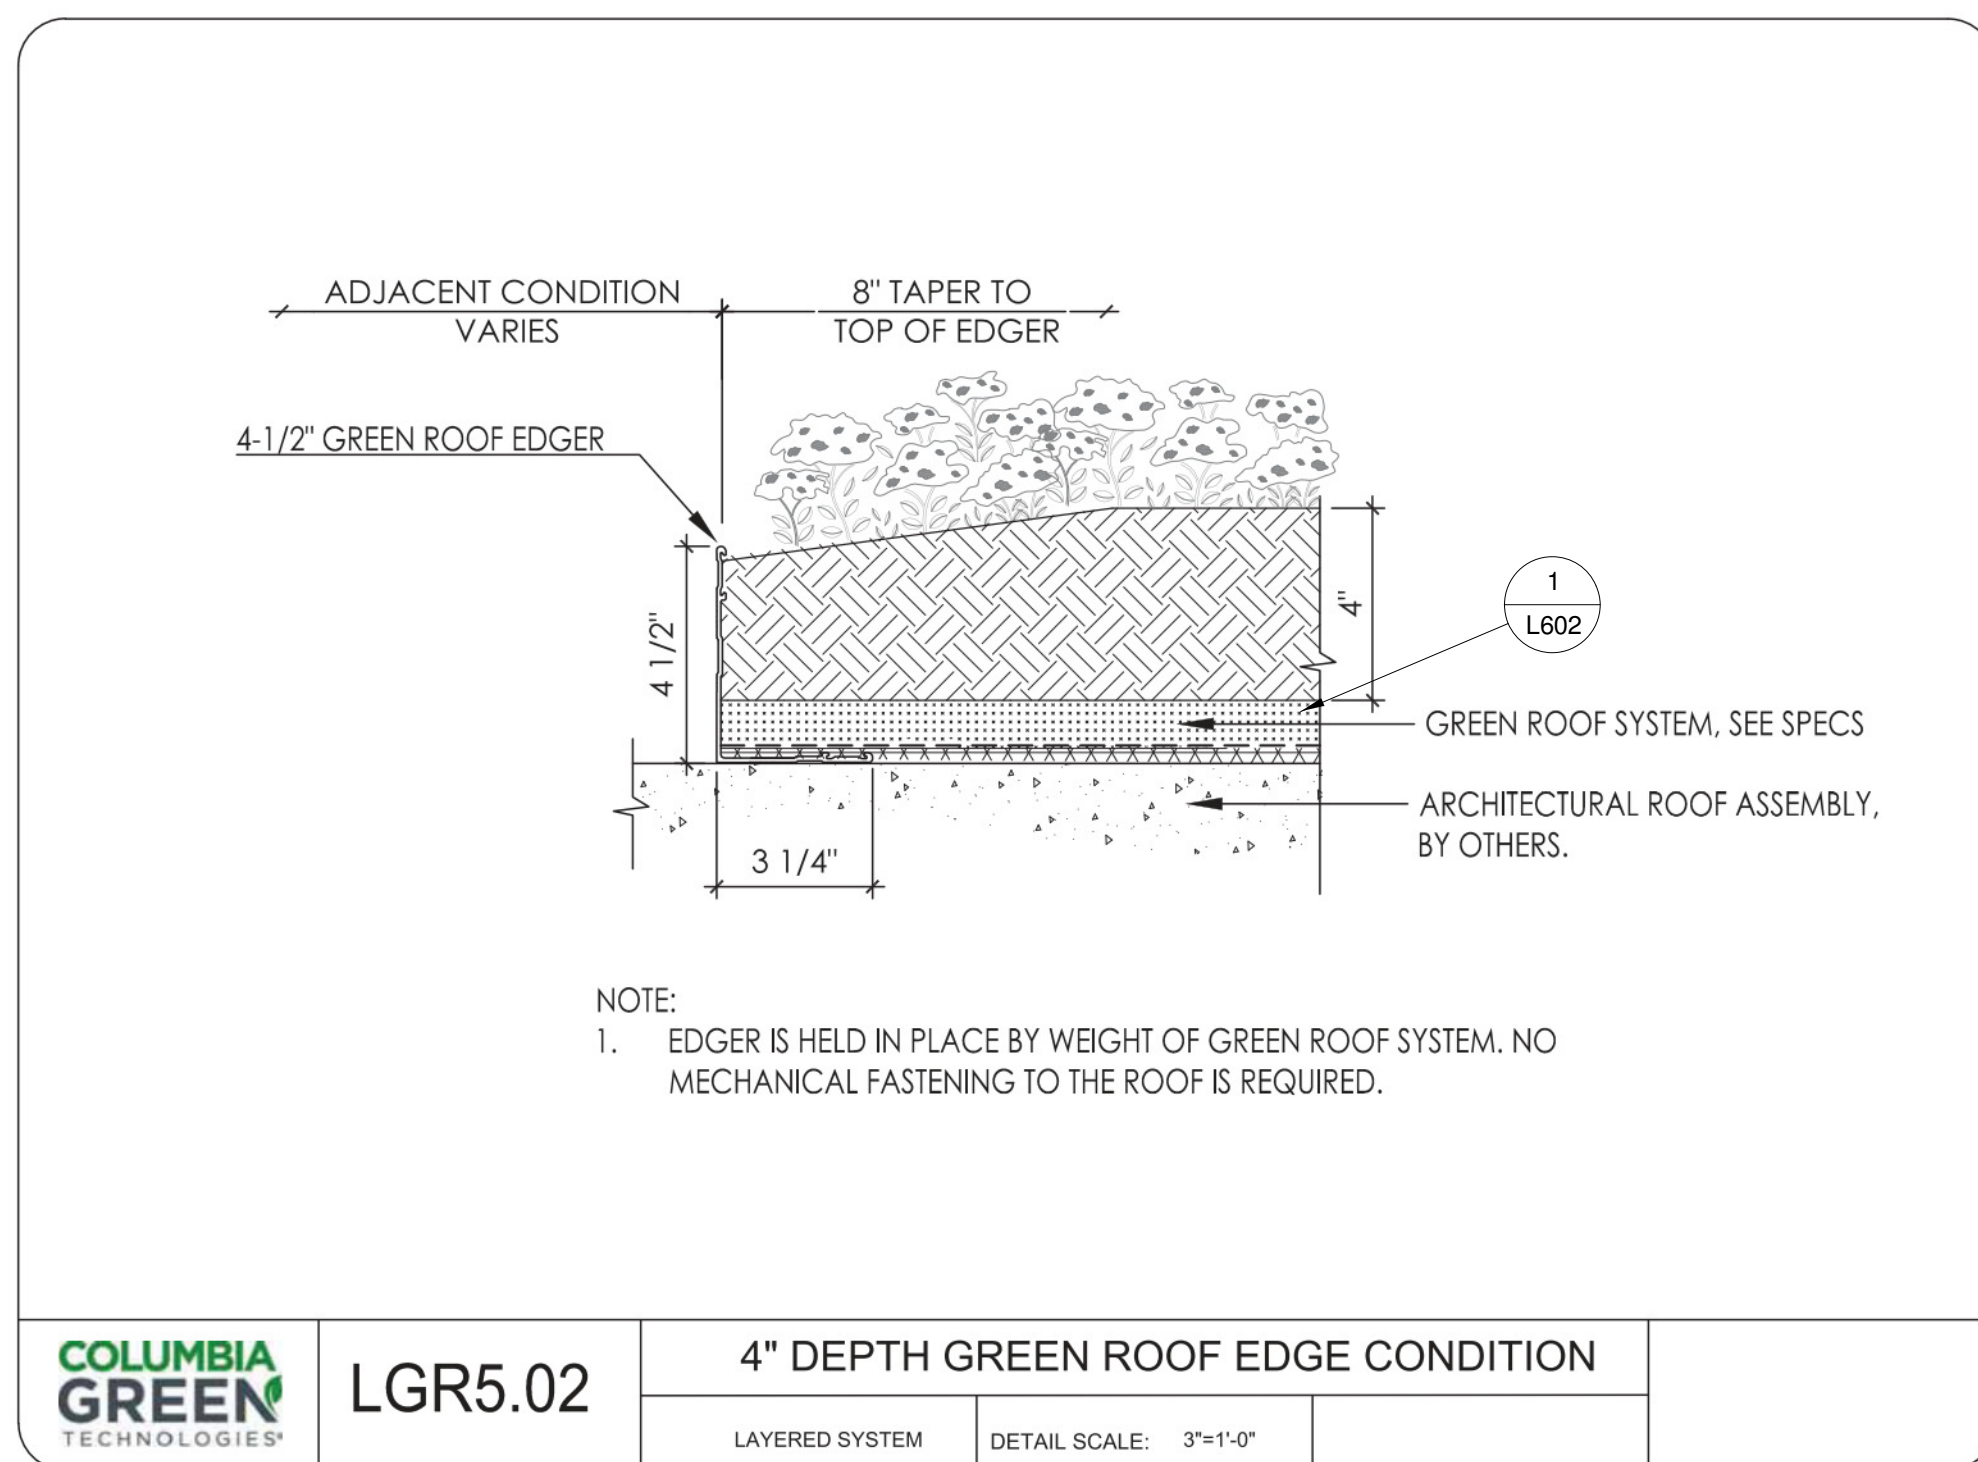 ADJACENT CONDITION
VARIES
8" TAPER TO
TOP OF EDGER
4-1/2" GREEN ROOF EDGER
4 1/2"
4"
1
L602
GREEN ROOF SYSTEM, SEE SPECS
ARCHITECTURAL ROOF ASSEMBLY,
BY OTHERS.
3 1/4"
NOTE:
1. EDGER IS HELD IN PLACE BY WEIGHT OF GREEN ROOF SYSTEM. NO
MECHANICAL FASTENING TO THE ROOF IS REQUIRED.
COLUMBIA
GREEN
TECHNOLOGIES®
LGR5.02
4" DEPTH GREEN ROOF EDGE CONDITION
LAYERED SYSTEM
DETAIL SCALE: 3"=1'-0"